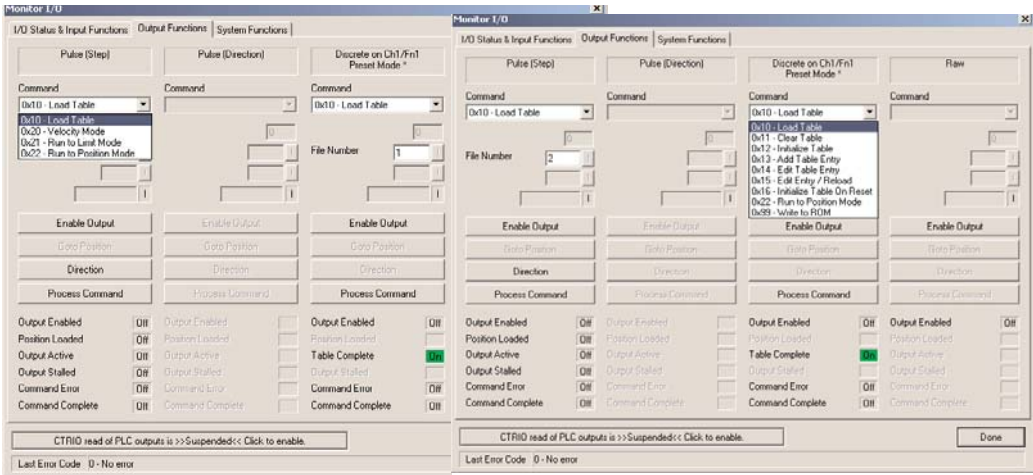 Monitor I/O
I/O Status & Input Functions Output Functions System Functions
Pulse (Step) Pulse (Direction) Discrete on Ch1/Fn1
Preset Mode *
Command Command Command
0x10 - Load Table 0x10 - Load Table
0x10 - Load Table
0x20 - Velocity Mode
0x21 - Run to Limit Mode
0x22 - Run to Position Mode
0 0
File Number 1
Enable Output Enable Output Enable Output
Goto Position Goto Position Goto Position
Direction Direction Direction
Process Command Process Command Process Command
Output Enabled Off Output Enabled Output Enabled Off
Position Loaded Off Position Loaded Position Loaded
Output Active Off Output Active Table Complete On
Output Stalled Off Output Stalled Output Stalled
Command Error Off Command Error Command Error Off
Command Complete Off Command Complete Command Complete Off
CTRIO read of PLC outputs is >>Suspended<< Click to enable.
Last Error Code 0 - No error
Monitor I/O
I/O Status & Input Functions Output Functions System Functions
Pulse (Step) Pulse (Direction) Discrete on Ch1/Fn1 Raw
Preset Mode *
Command Command Command Command
0x10 - Load Table 0x10 - Load Table
0x10 - Load Table
0x11 - Clear Table
0x12 - Initialize Table
0x13 - Add Table Entry
0x14 - Edit Table Entry
0x15 - Edit Entry / Reload
0x16 - Initialize Table On Reset
0x22 - Run to Position Mode
0x99 - Write to ROM
0 0 0
File Number 2
Enable Output Enable Output Enable Output Enable Output
Goto Position Goto Position Goto Position Goto Position
Direction Direction Direction Direction
Process Command Process Command Process Command Process Command
Output Enabled Off Output Enabled Output Enabled Off Output Enabled Off
Position Loaded Off Position Loaded Position Loaded Position Loaded
Output Active Off Output Active Table Complete On Output Active
Output Stalled Off Output Stalled Output Stalled Output Stalled
Command Error Off Command Error Command Error Off Command Error
Command Complete Off Command Complete Command Complete Off Command Complete
CTRIO read of PLC outputs is >>Suspended<< Click to enable. Done
Last Error Code 0 - No error